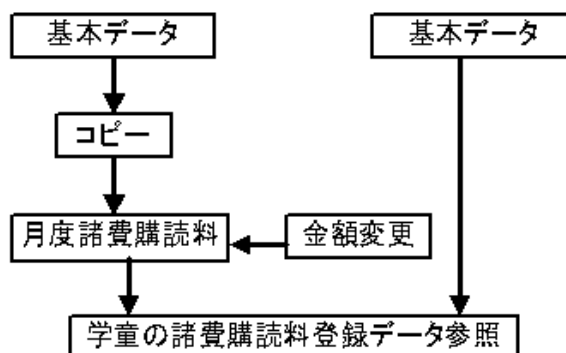 基本データ
基本データ
コピー
月度諸費購読料
金額変更
学童の諸費購読料登録データ参照